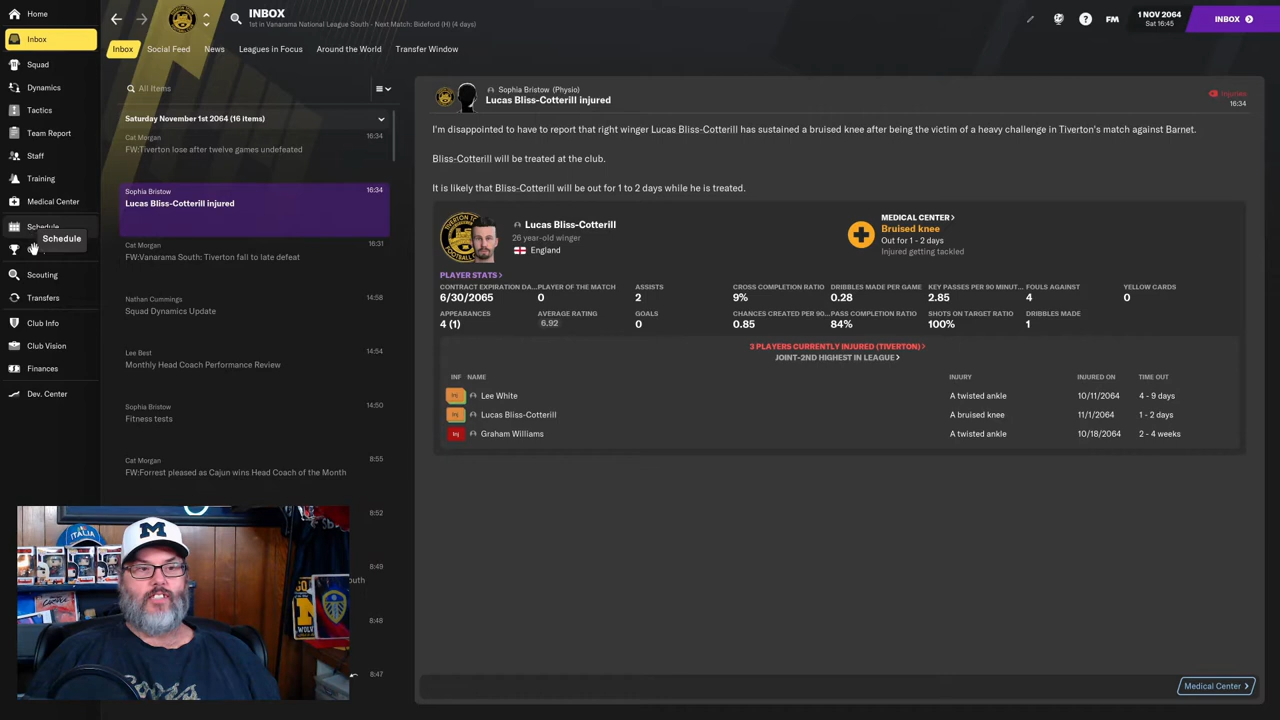 Home
Inbox
Squad
Dynamics
Tactics
Team Report
Staff
Training
Medical Center
Schedule
Schedule
Scouting
Transfers
Club Info
Club Vision
Finances
Dev. Center
INBOX
1st in Vanarama National League South - Next Match: Bideford (H) (4 days)
FM
1 NOV 2064
Sat 16:45
INBOX
Inbox
Social Feed
News
Leagues in Focus
Around the World
Transfer Window
All Items
Saturday November 1st 2064 (16 items)
Cat Morgan
16:34
FW:Tiverton lose after twelve games undefeated
Sophia Bristow
16:34
Lucas Bliss-Cotterill injured
Cat Morgan
16:31
FW:Vanarama South: Tiverton fall to late defeat
Nathan Cummings
14:58
Squad Dynamics Update
Lee Best
14:54
Monthly Head Coach Performance Review
Sophia Bristow
14:50
Fitness tests
Cat Morgan
8:55
FW:Forrest pleased as Cajun wins Head Coach of the Month
8:52
8:49
outh
8:48
8:47
Sophia Bristow (Physio)
Lucas Bliss-Cotterill injured
Injuries
16:34
I'm disappointed to have to report that right winger Lucas Bliss-Cotterill has sustained a bruised knee after being the victim of a heavy challenge in Tiverton's match against Barnet.
Bliss-Cotterill will be treated at the club.
It is likely that Bliss-Cotterill will be out for 1 to 2 days while he is treated.
Lucas Bliss-Cotterill
26 year-old winger
England
MEDICAL CENTER
Bruised knee
Out for 1 - 2 days
Injured getting tackled
PLAYER STATS
CONTRACT EXPIRATION DA... PLAYER OF THE MATCH ASSISTS CROSS COMPLETION RATIO DRIBBLES MADE PER GAME KEY PASSES PER 90 MINUT... FOULS AGAINST YELLOW CARDS
6/30/2065 0 2 9% 0.28 2.85 4 0
APPEARANCES AVERAGE RATING GOALS CHANCES CREATED PER 90... PASS COMPLETION RATIO SHOTS ON TARGET RATIO DRIBBLES MADE
4 (1) 6.92 0 0.85 84% 100% 1
3 PLAYERS CURRENTLY INJURED (TIVERTON)
JOINT-2ND HIGHEST IN LEAGUE
INF NAME INJURY INJURED ON TIME OUT
Inj Lee White A twisted ankle 10/11/2064 4 - 9 days
Inj Lucas Bliss-Cotterill A bruised knee 11/1/2064 1 - 2 days
Inj Graham Williams A twisted ankle 10/18/2064 2 - 4 weeks
Medical Center
ITALIA
M